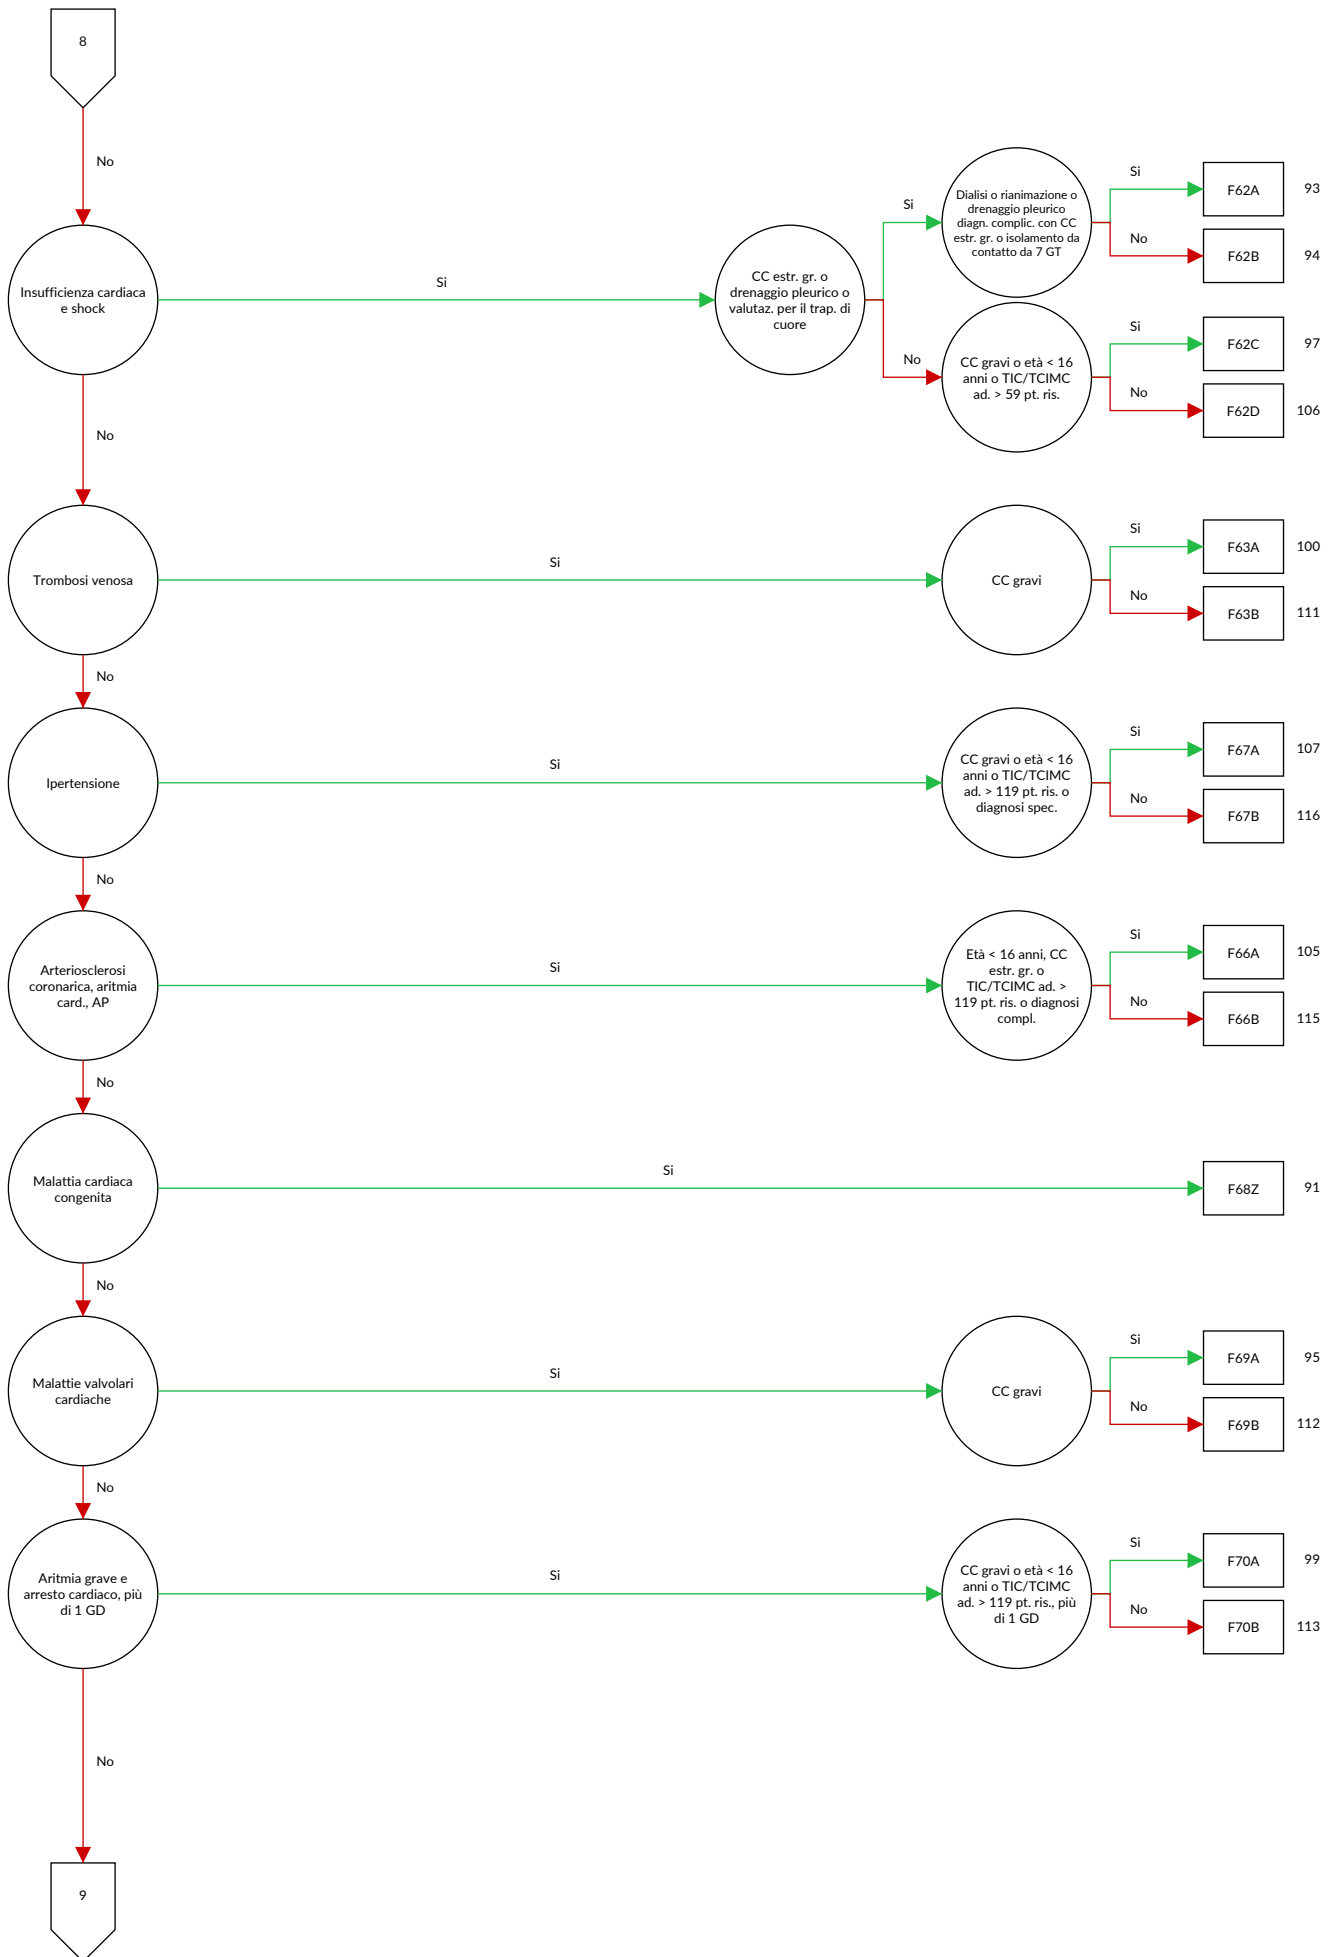 8
No
Insufficienza cardiaca
e shock
Si
CC estr. gr. o
drenaggio pleurico o
valutaz. per il trap. di
cuore
Si
Dialisi o rianimazione o
drenaggio pleurico
diagn. complic. con CC
estr. gr. o isolamento da
contatto da 7 GT
Si
F62A
93
No
F62B
94
No
CC gravi o età < 16
anni o TIC/TCIMC
ad. > 59 pt. ris.
Si
F62C
97
No
F62D
106
No
Trombosi venosa
Si
CC gravi
Si
F63A
100
No
F63B
111
No
Ipertensione
Si
CC gravi o età < 16
anni o TIC/TCIMC
ad. > 119 pt. ris. o
diagnosi spec.
Si
F67A
107
No
F67B
116
No
Arteriosclerosi
coronarica, aritmia
card., AP
Si
Età < 16 anni, CC
estr. gr. o
TIC/TCIMC ad. >
119 pt. ris. o diagnosi
compl.
Si
F66A
105
No
F66B
115
No
Malattia cardiaca
congenita
Si
F68Z
91
No
Malattie valvolari
cardiache
Si
CC gravi
Si
F69A
95
No
F69B
112
No
Aritmia grave e
arresto cardiaco, più
di 1 GD
Si
CC gravi o età < 16
anni o TIC/TCIMC
ad. > 119 pt. ris., più
di 1 GD
Si
F70A
99
No
F70B
113
No
9